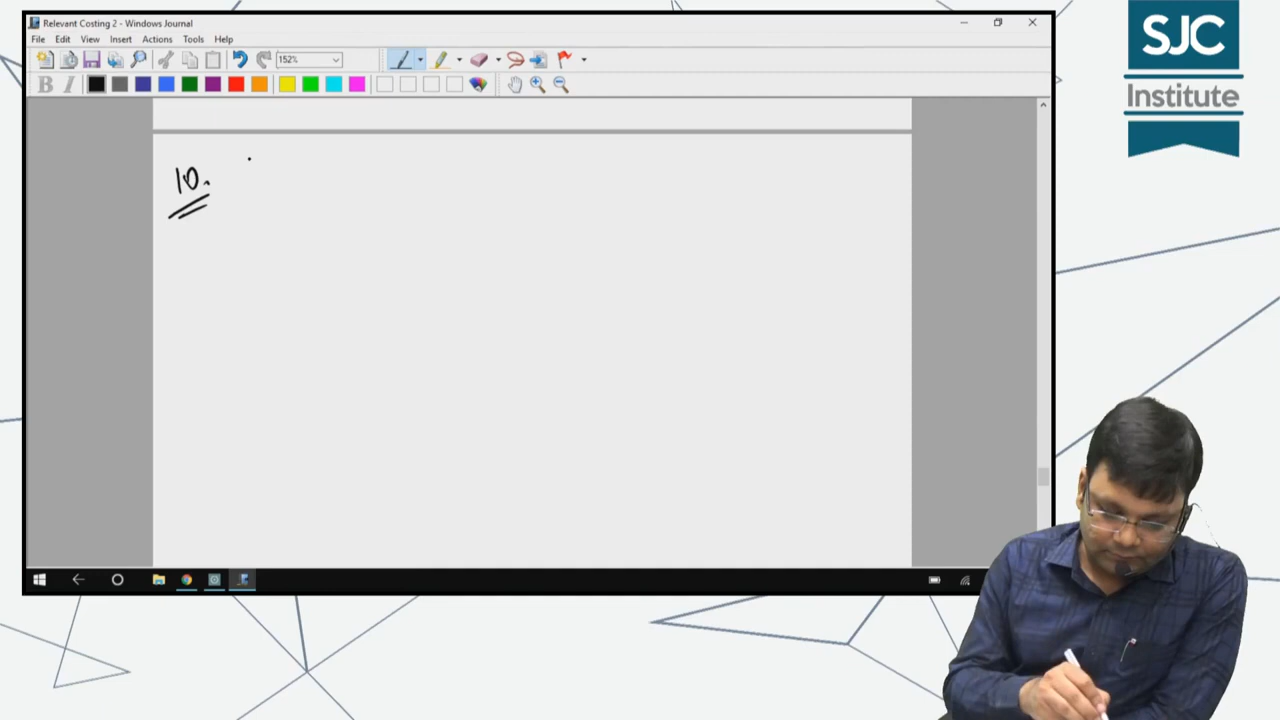 Relevant Costing 2 - Windows Journal
File Edit View Insert Actions Tools Help
152%
B I
10.
SJC
Institute